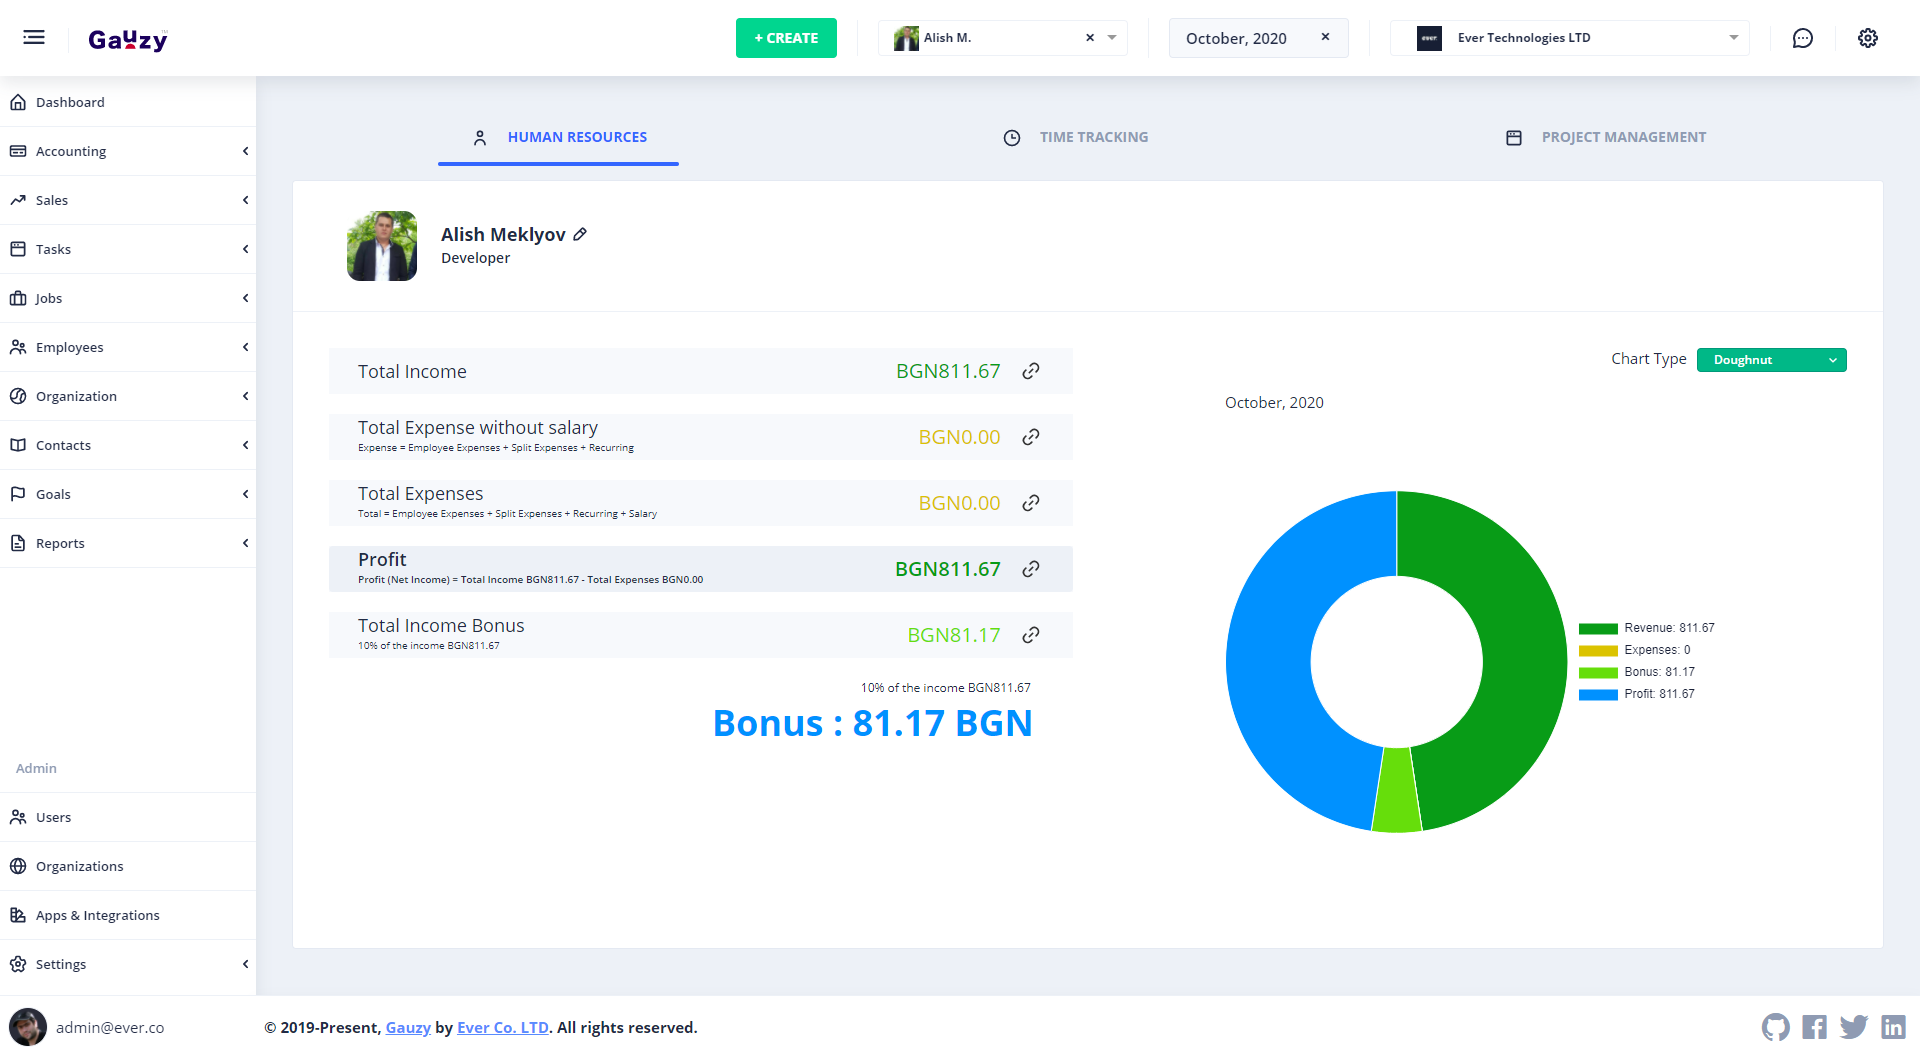 Gauzy
+ CREATE
Alish M.
October, 2020
Ever Technologies LTD
Dashboard
Accounting
Sales
Tasks
Jobs
Employees
Organization
Contacts
Goals
Reports
Admin
Users
Organizations
Apps & Integrations
Settings
admin@ever.co
HUMAN RESOURCES
TIME TRACKING
PROJECT MANAGEMENT
Alish Meklyov
Developer
Total Income
BGN811.67
Total Expense without salary
Expense = Employee Expenses + Split Expenses + Recurring
BGN0.00
Total Expenses
Total = Employee Expenses + Split Expenses + Recurring + Salary
BGN0.00
Profit
Profit (Net Income) = Total Income BGN811.67 - Total Expenses BGN0.00
BGN811.67
Total Income Bonus
10% of the income BGN811.67
BGN81.17
10% of the income BGN811.67
Bonus : 81.17 BGN
Chart Type
Doughnut
October, 2020
Revenue: 811.67
Expenses: 0
Bonus: 81.17
Profit: 811.67
© 2019-Present, Gauzy by Ever Co. LTD. All rights reserved.